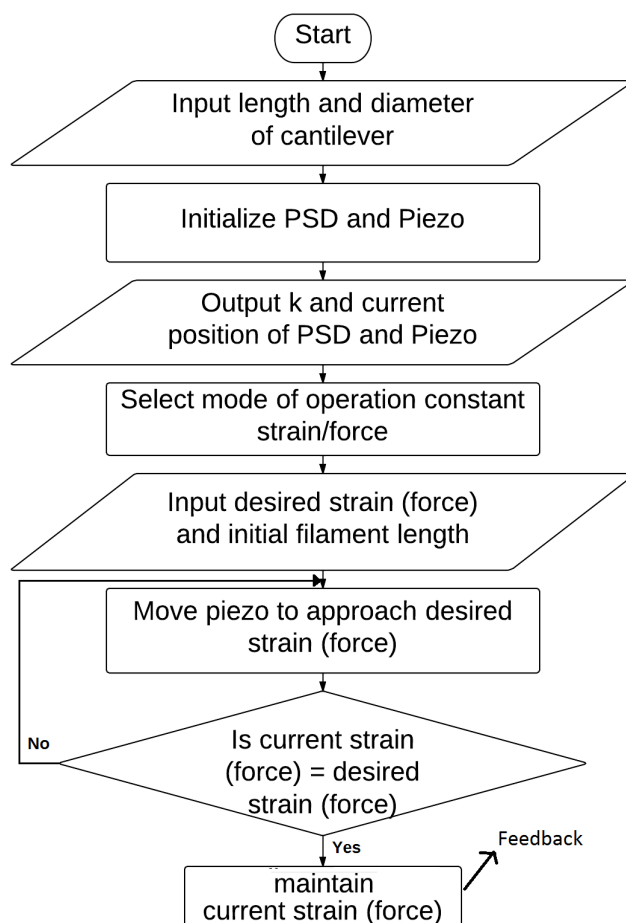 Start
Input length and diameter
of cantilever
Initialize PSD and Piezo
Output k and current
position of PSD and Piezo
Select mode of operation constant
strain/force
Input desired strain (force)
and initial filament length
Move piezo to approach desired
strain (force)
No
Is current strain
(force) = desired
strain (force)
Yes
Feedback
maintain
current strain (force)